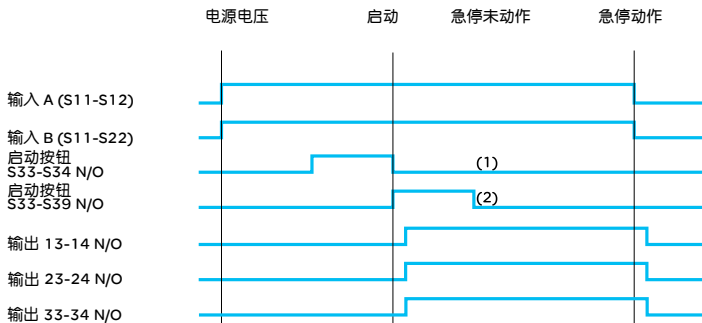 电源电压 启动 急停未动作 急停动作
输入 A (S11-S12)
输入 B (S11-S22)
启动按钮
S33-S34 N/O (1)
启动按钮
S33-S39 N/O (2)
输出 13-14 N/O
输出 23-24 N/O
输出 33-34 N/O